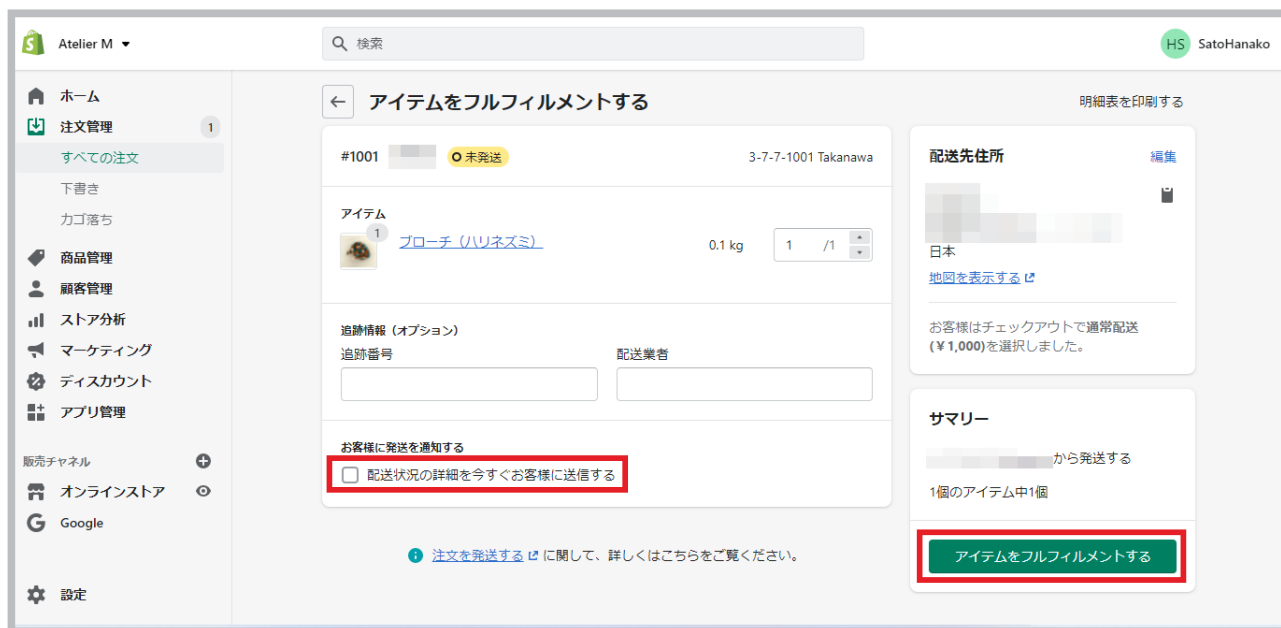 Atelier M
検索
HS SatoHanako
ホーム
注文管理 1
すべての注文
下書き
カゴ落ち
商品管理
顧客管理
ストア分析
マーケティング
ディスカウント
アプリ管理
販売チャネル
オンラインストア
Google
設定
アイテムをフルフィルメントする
明細表を印刷する
#1001 未発送 3-7-7-1001 Takanawa
アイテム
1
ブローチ（ハリネズミ） 0.1 kg 1 /1
追跡情報（オプション）
追跡番号 配送業者
お客様に発送を通知する
配送状況の詳細を今すぐお客様に送信する
注文を発送する に関して、詳しくはこちらをご覧ください。
配送先住所 編集
日本
地図を表示する
お客様はチェックアウトで通常配送
(¥1,000)を選択しました。
サマリー
から発送する
1個のアイテム中1個
アイテムをフルフィルメントする